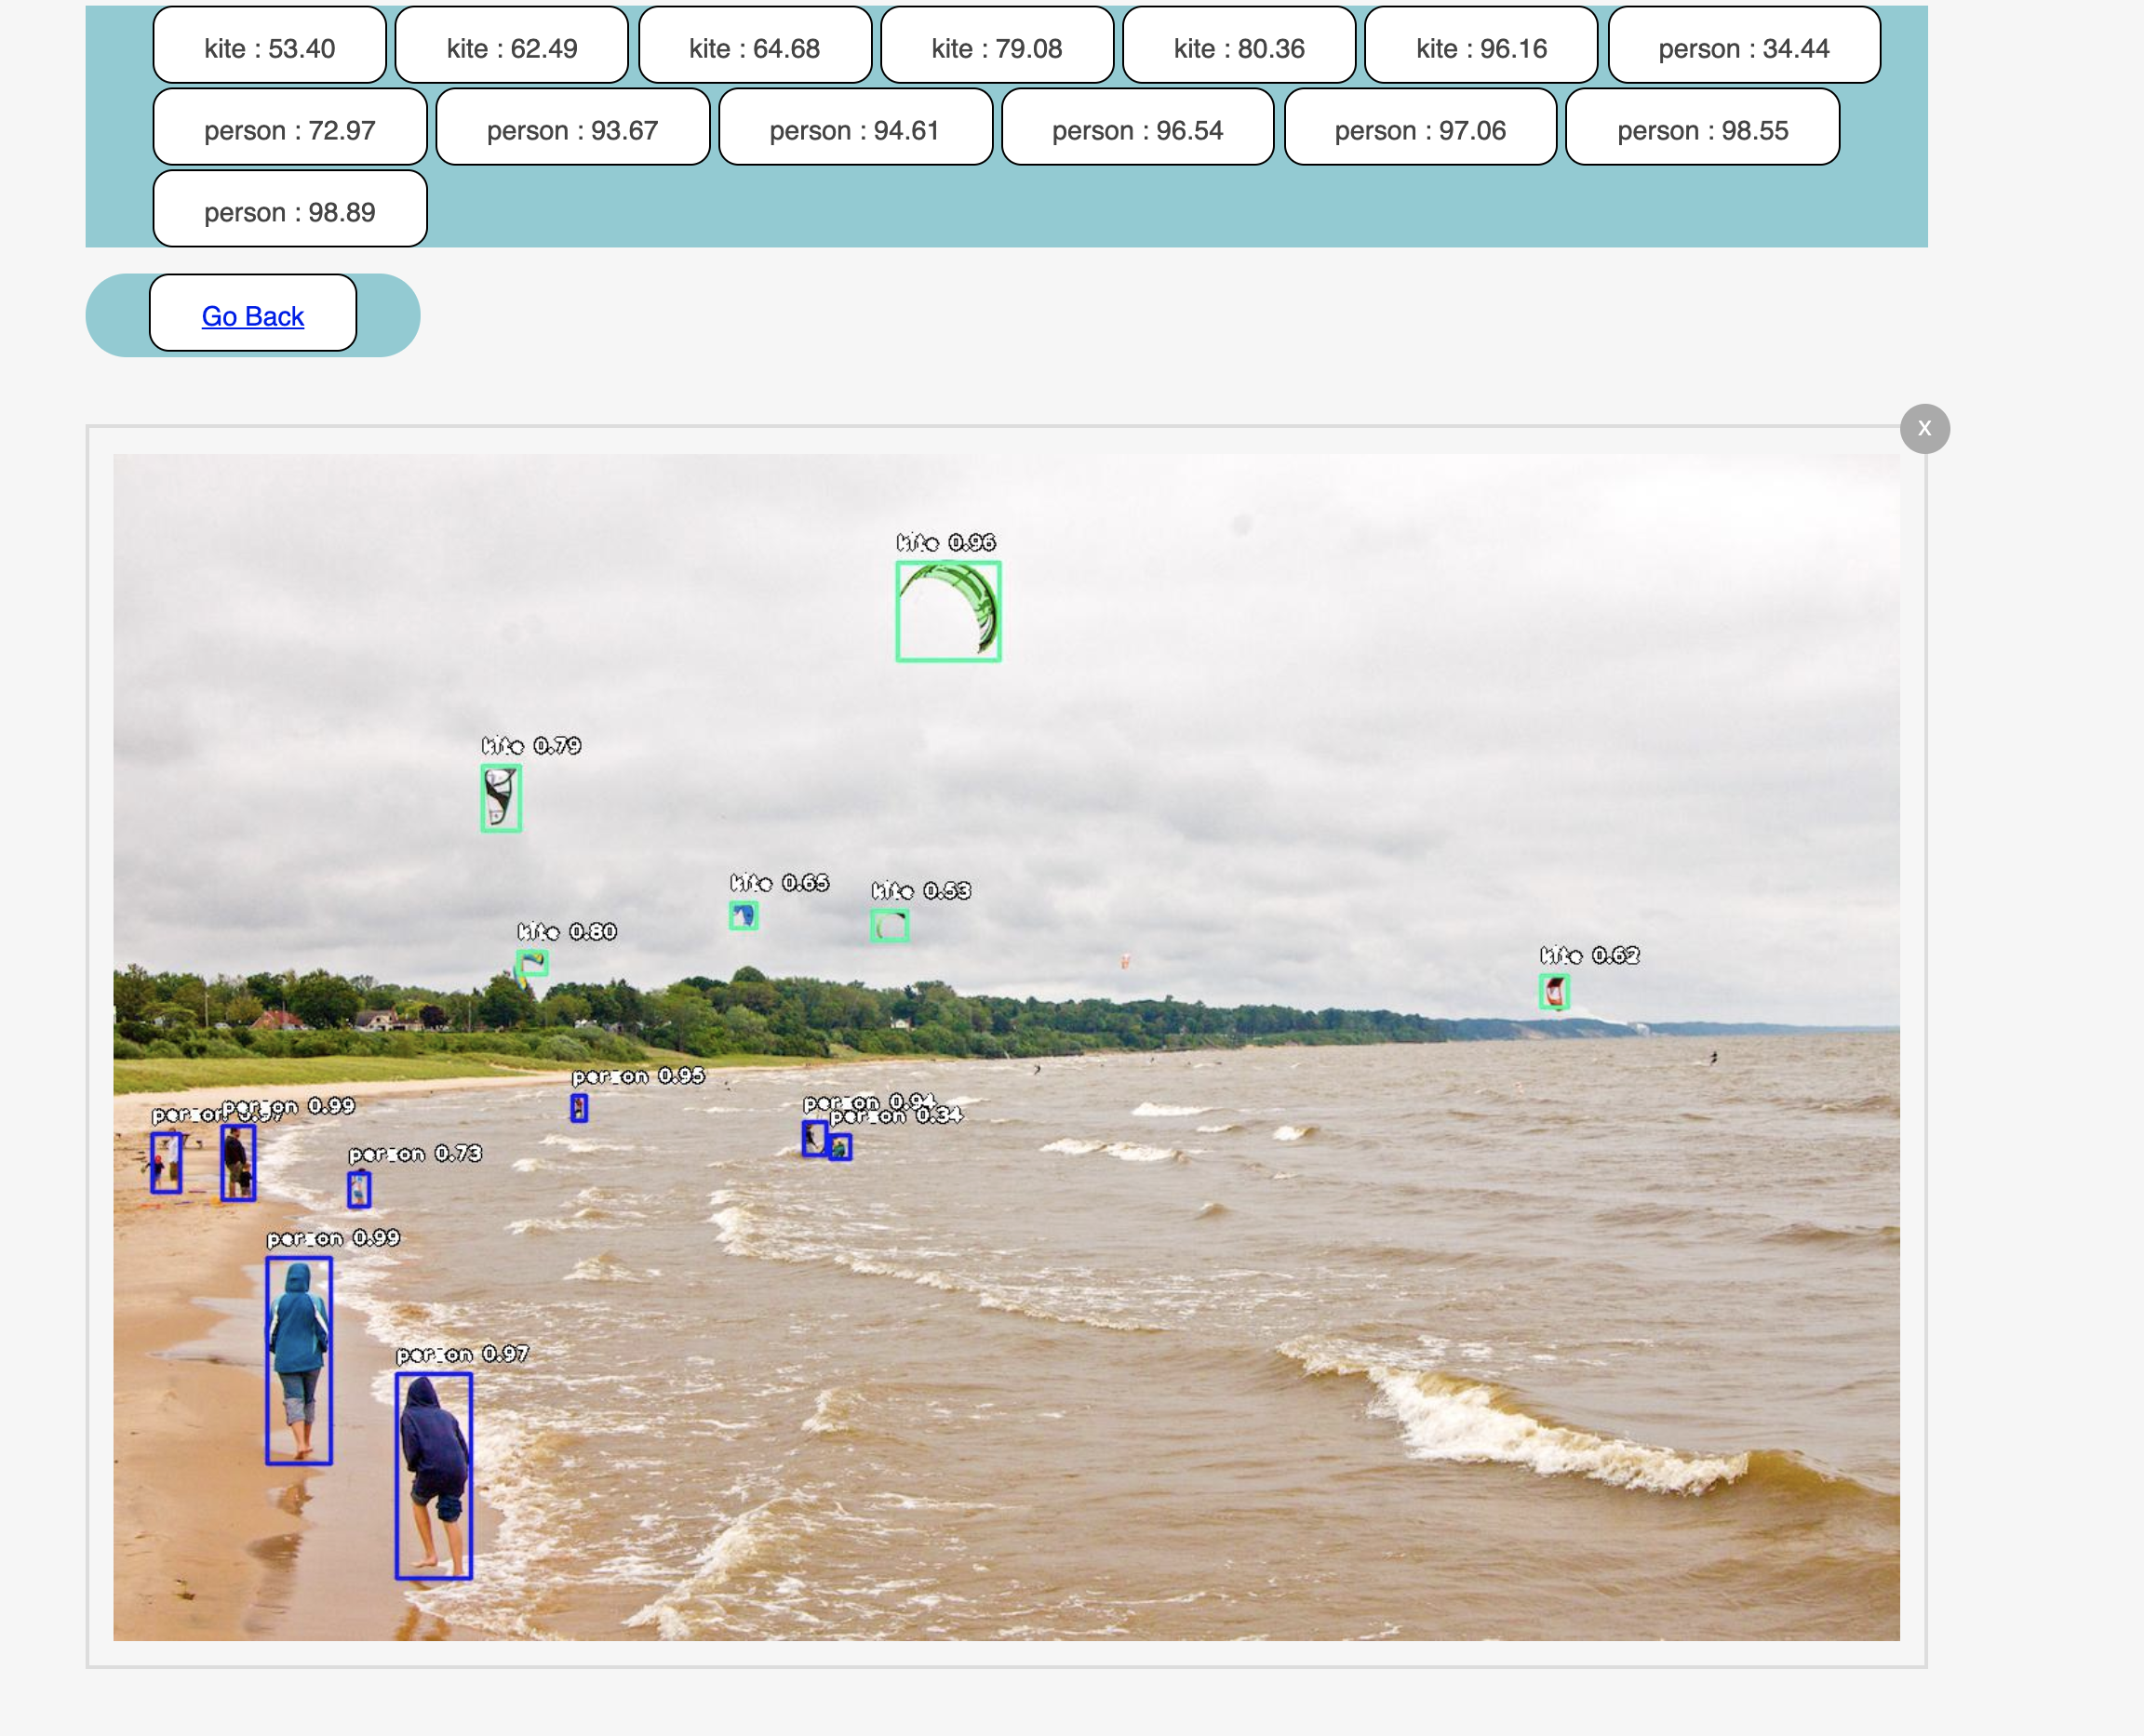 kite : 53.40 kite : 62.49 kite : 64.68 kite : 79.08 kite : 80.36 kite : 96.16 person : 34.44
person : 72.97 person : 93.67 person : 94.61 person : 96.54 person : 97.06 person : 98.55
person : 98.89
Go Back
x
kite 0.96
kite 0.79
kite 0.65
kite 0.53
kite 0.80
kite 0.62
person 0.95
person 0.94
person 0.34
person
person 0.99
person 0.73
person 0.99
person 0.97